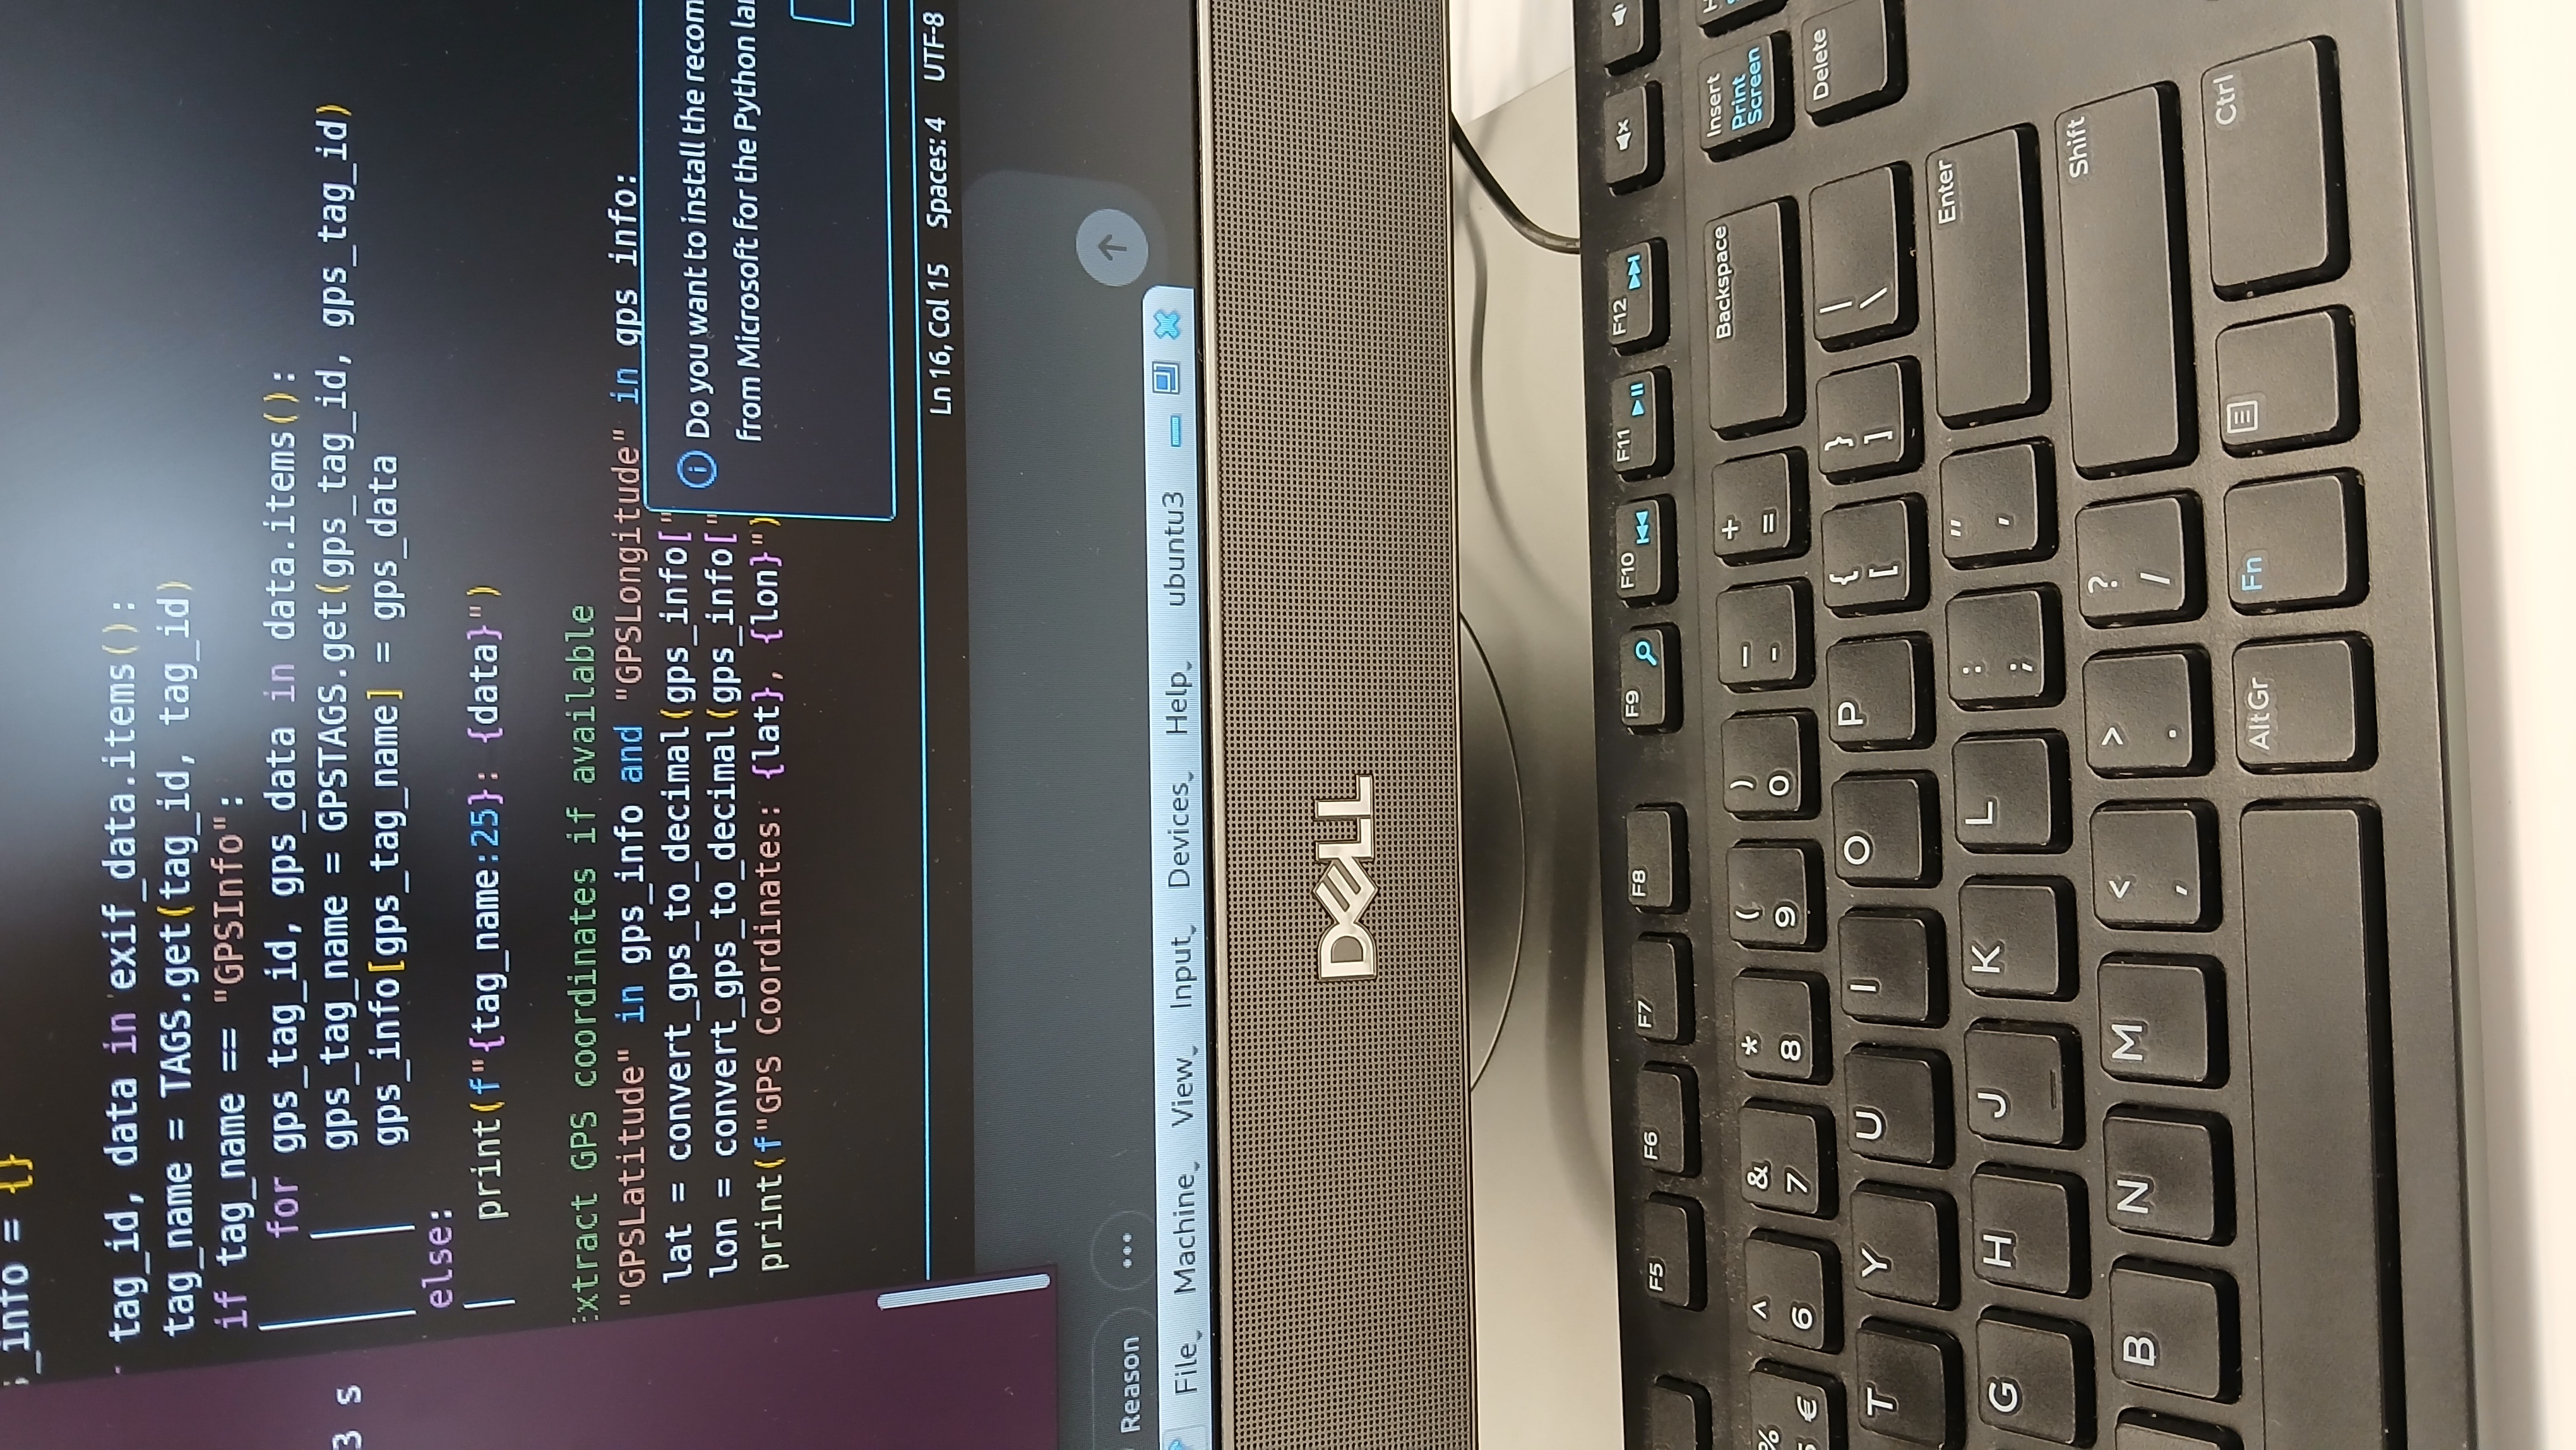 _info = {}
tag_id, data in exif_data.items():
tag_name = TAGS.get(tag_id, tag_id)
if tag_name == "GPSInfo":
for gps_tag_id, gps_data in data.items():
3 s
gps_tag_name = GPSTAGS.get(gps_tag_id, gps_tag_id)
gps_info[gps_tag_name] = gps_data
else:
print(f"{tag_name:25}: {data}")
Extract GPS coordinates if available
"GPSLatitude" in gps_info and "GPSLongitude" in gps_info:
lat = convert_gps_to_decimal(gps_info["
lon = convert_gps_to_decimal(gps_info["
print(f"GPS Coordinates: {lat}, {lon}")
Do you want to install the recom
from Microsoft for the Python la
Ln 16, Col 15 Spaces: 4 UTF-8
Reason
File Machine View Input Devices Help ubuntu3
DELL
F5 F6 F7 F8 F9 F10 F11 F12
% ^ & * ( ) _ + Backspace Insert
5 € 6 7 8 9 0 - = Print Screen
T Y U I O P { [ } ] | \ Delete
G H J K L : ; " ' Enter
B N M < , > . ? / Shift
AltGr Fn Ctrl